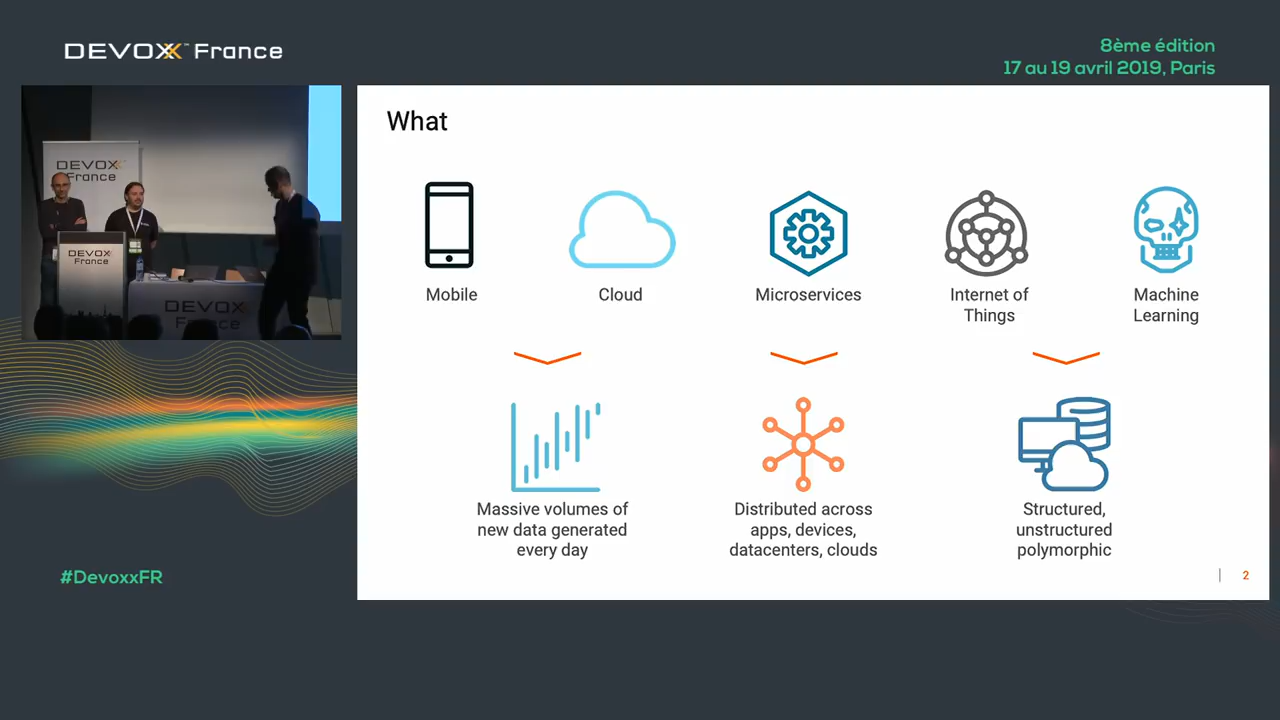 DEVOXX™ France
8ème édition
17 au 19 avril 2019, Paris
DEVOXX
France
DEVOXX
France
DEVOXX
France
What
Mobile
Cloud
Microservices
Internet of
Things
Machine
Learning
Massive volumes of
new data generated
every day
Distributed across
apps, devices,
datacenters, clouds
Structured,
unstructured
polymorphic
2
#DevoxxFR